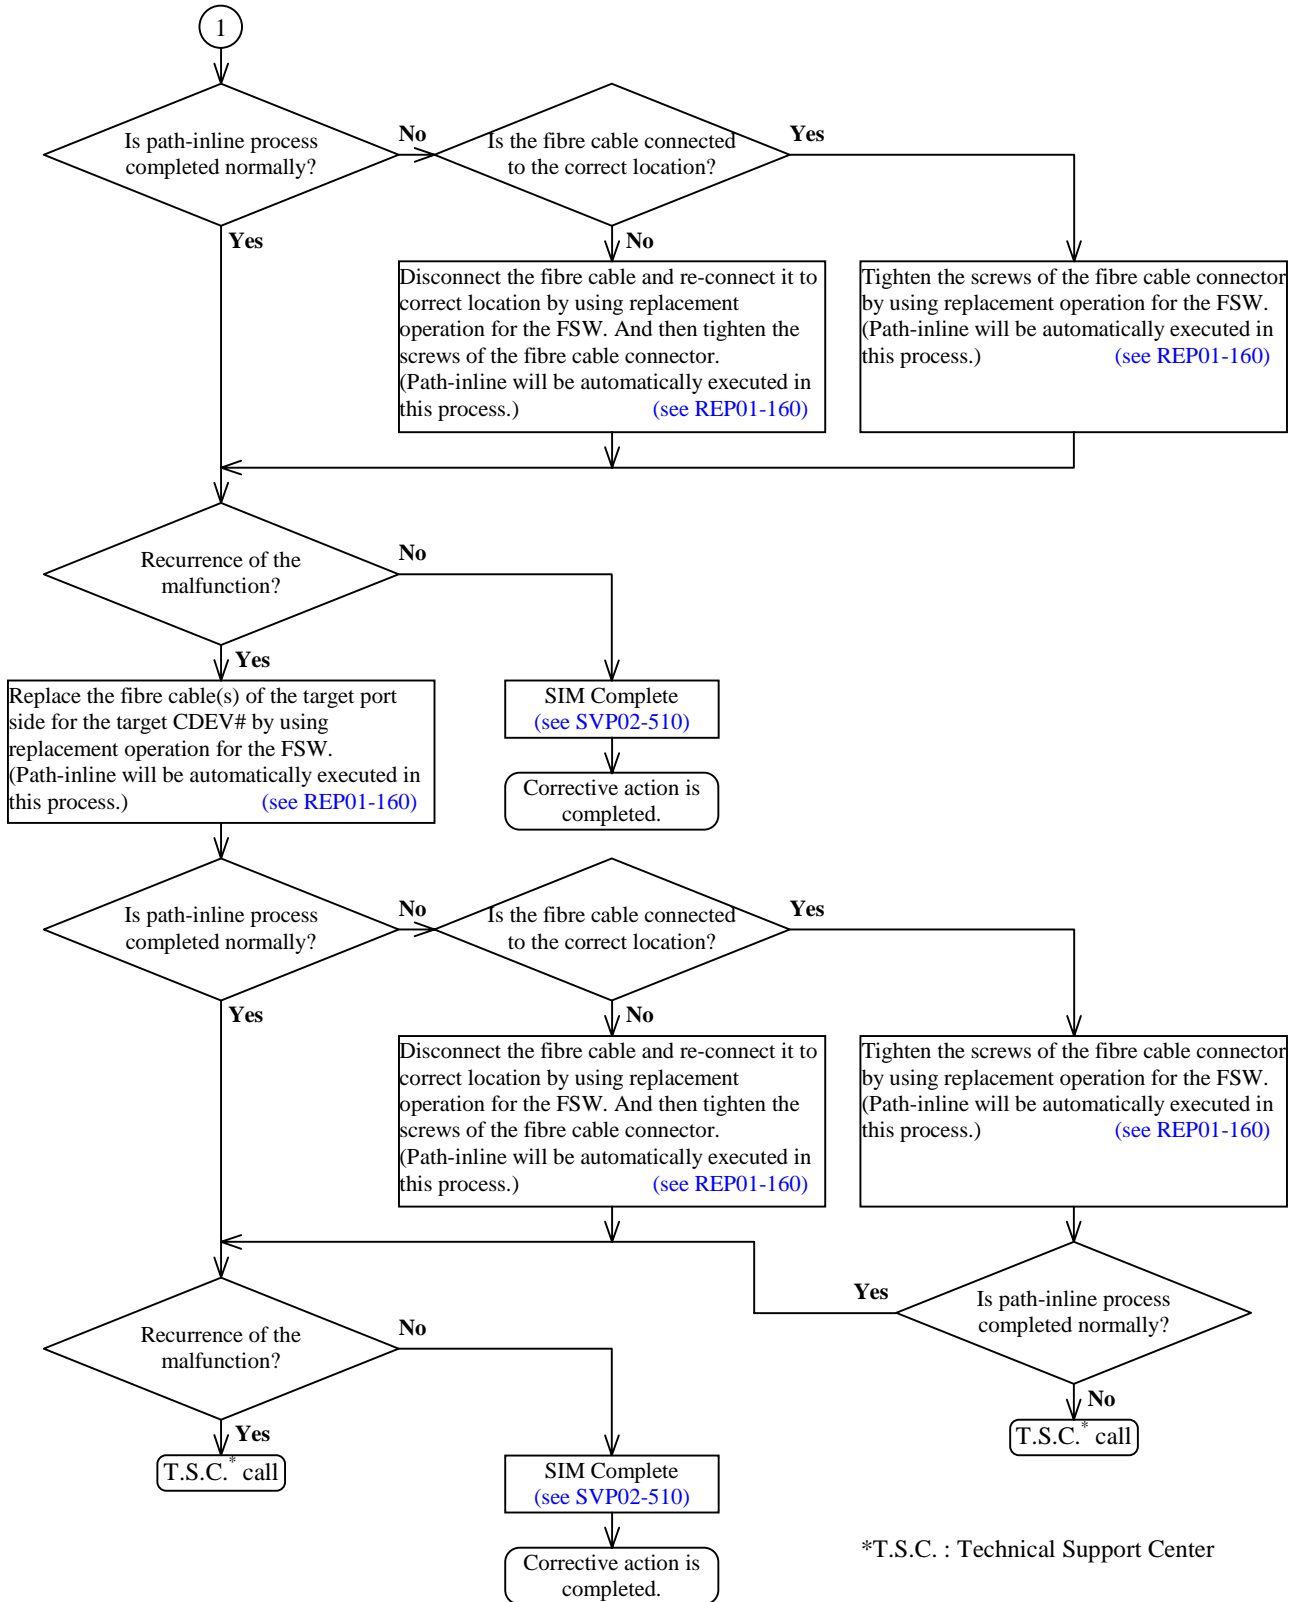 1
Is path-inline process
completed normally?
No
Is the fibre cable connected
to the correct location?
Yes
Yes
No
Disconnect the fibre cable and re-connect it to
correct location by using replacement
operation for the FSW. And then tighten the
screws of the fibre cable connector.
(Path-inline will be automatically executed in
this process.) (see REP01-160)
Tighten the screws of the fibre cable connector
by using replacement operation for the FSW.
(Path-inline will be automatically executed in
this process.) (see REP01-160)
Recurrence of the
malfunction?
No
Yes
Replace the fibre cable(s) of the target port
side for the target CDEV# by using
replacement operation for the FSW.
(Path-inline will be automatically executed in
this process.) (see REP01-160)
SIM Complete
(see SVP02-510)
Corrective action is
completed.
Is path-inline process
completed normally?
No
Is the fibre cable connected
to the correct location?
Yes
Yes
No
Disconnect the fibre cable and re-connect it to
correct location by using replacement
operation for the FSW. And then tighten the
screws of the fibre cable connector.
(Path-inline will be automatically executed in
this process.) (see REP01-160)
Tighten the screws of the fibre cable connector
by using replacement operation for the FSW.
(Path-inline will be automatically executed in
this process.) (see REP01-160)
Yes
Is path-inline process
completed normally?
No
T.S.C.* call
Recurrence of the
malfunction?
No
Yes
T.S.C.* call
SIM Complete
(see SVP02-510)
Corrective action is
completed.
*T.S.C. : Technical Support Center